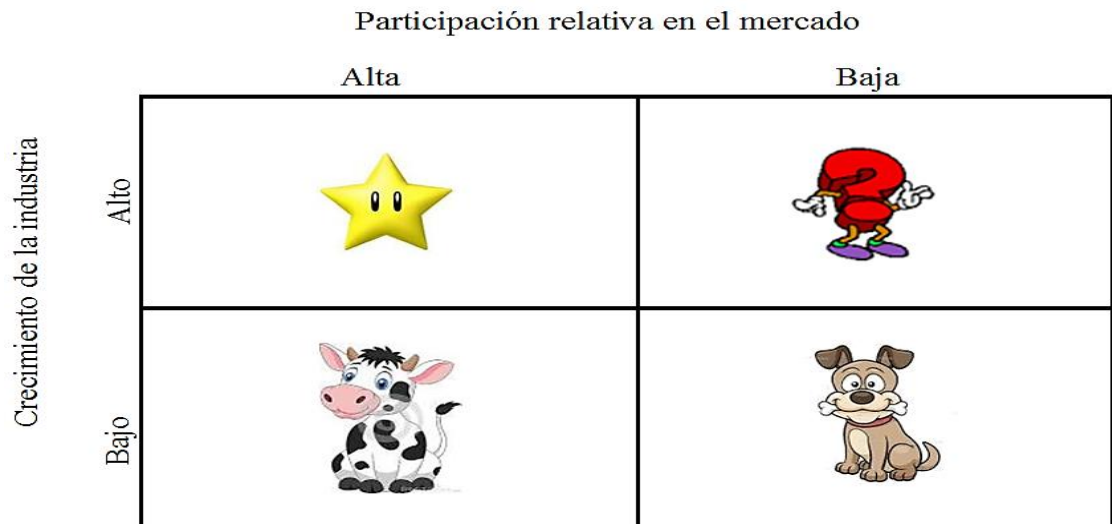 Participación relativa en el mercado
Alta
Baja
Crecimiento de la industria
Alto
Bajo